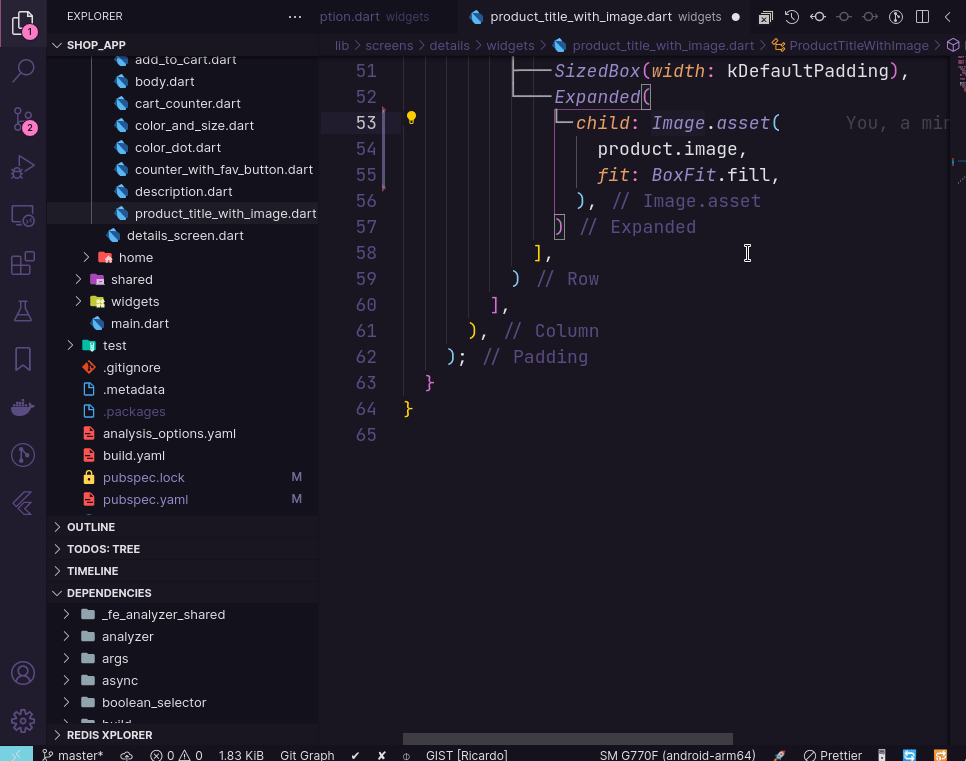 EXPLORER
ption.dart widgets
product_title_with_image.dart widgets
SHOP_APP
add_to_cart.dart
body.dart
cart_counter.dart
color_and_size.dart
color_dot.dart
counter_with_fav_button.dart
description.dart
product_title_with_image.dart
details_screen.dart
home
shared
widgets
main.dart
test
.gitignore
.metadata
.packages
analysis_options.yaml
build.yaml
pubspec.lock M
pubspec.yaml M
OUTLINE
TODOS: TREE
TIMELINE
DEPENDENCIES
_fe_analyzer_shared
analyzer
args
async
boolean_selector
build
REDIS XPLORER
1
2
lib > screens > details > widgets > product_title_with_image.dart > ProductTitleWithImage >
51 SizedBox(width: kDefaultPadding),
52 Expanded(
53 child: Image.asset( You, a min
54 product.image,
55 fit: BoxFit.fill,
56 ), // Image.asset
57 ) // Expanded
58 ],
59 ) // Row
60 ],
61 ), // Column
62 ); // Padding
63 }
64 }
65
master* 0 0 1.83 KiB Git Graph ✔ ✘ GIST [Ricardo] SM G770F (android-arm64) Prettier